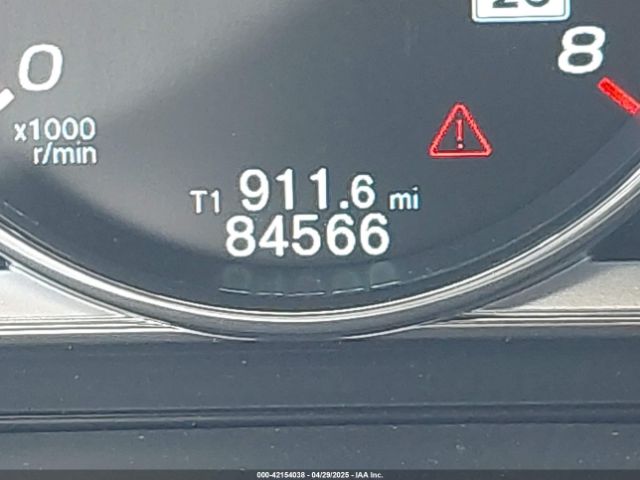 0
8
x1000
r/min
!
T1 911.6 mi
84566
000-42154038 - 04/29/2025 - IAA Inc.